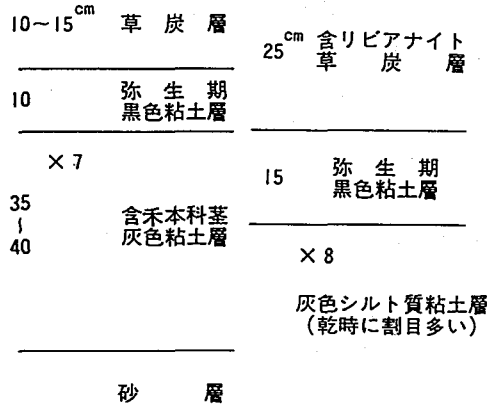 10〜15cm 草炭層
10 弥生期
黒色粘土層
×7
35
〜
40
含禾本科茎
灰色粘土層
砂層
25cm 含リビアナイト
草炭層
15 弥生期
黒色粘土層
×8
灰色シルト質粘土層
(乾時に割目多い)